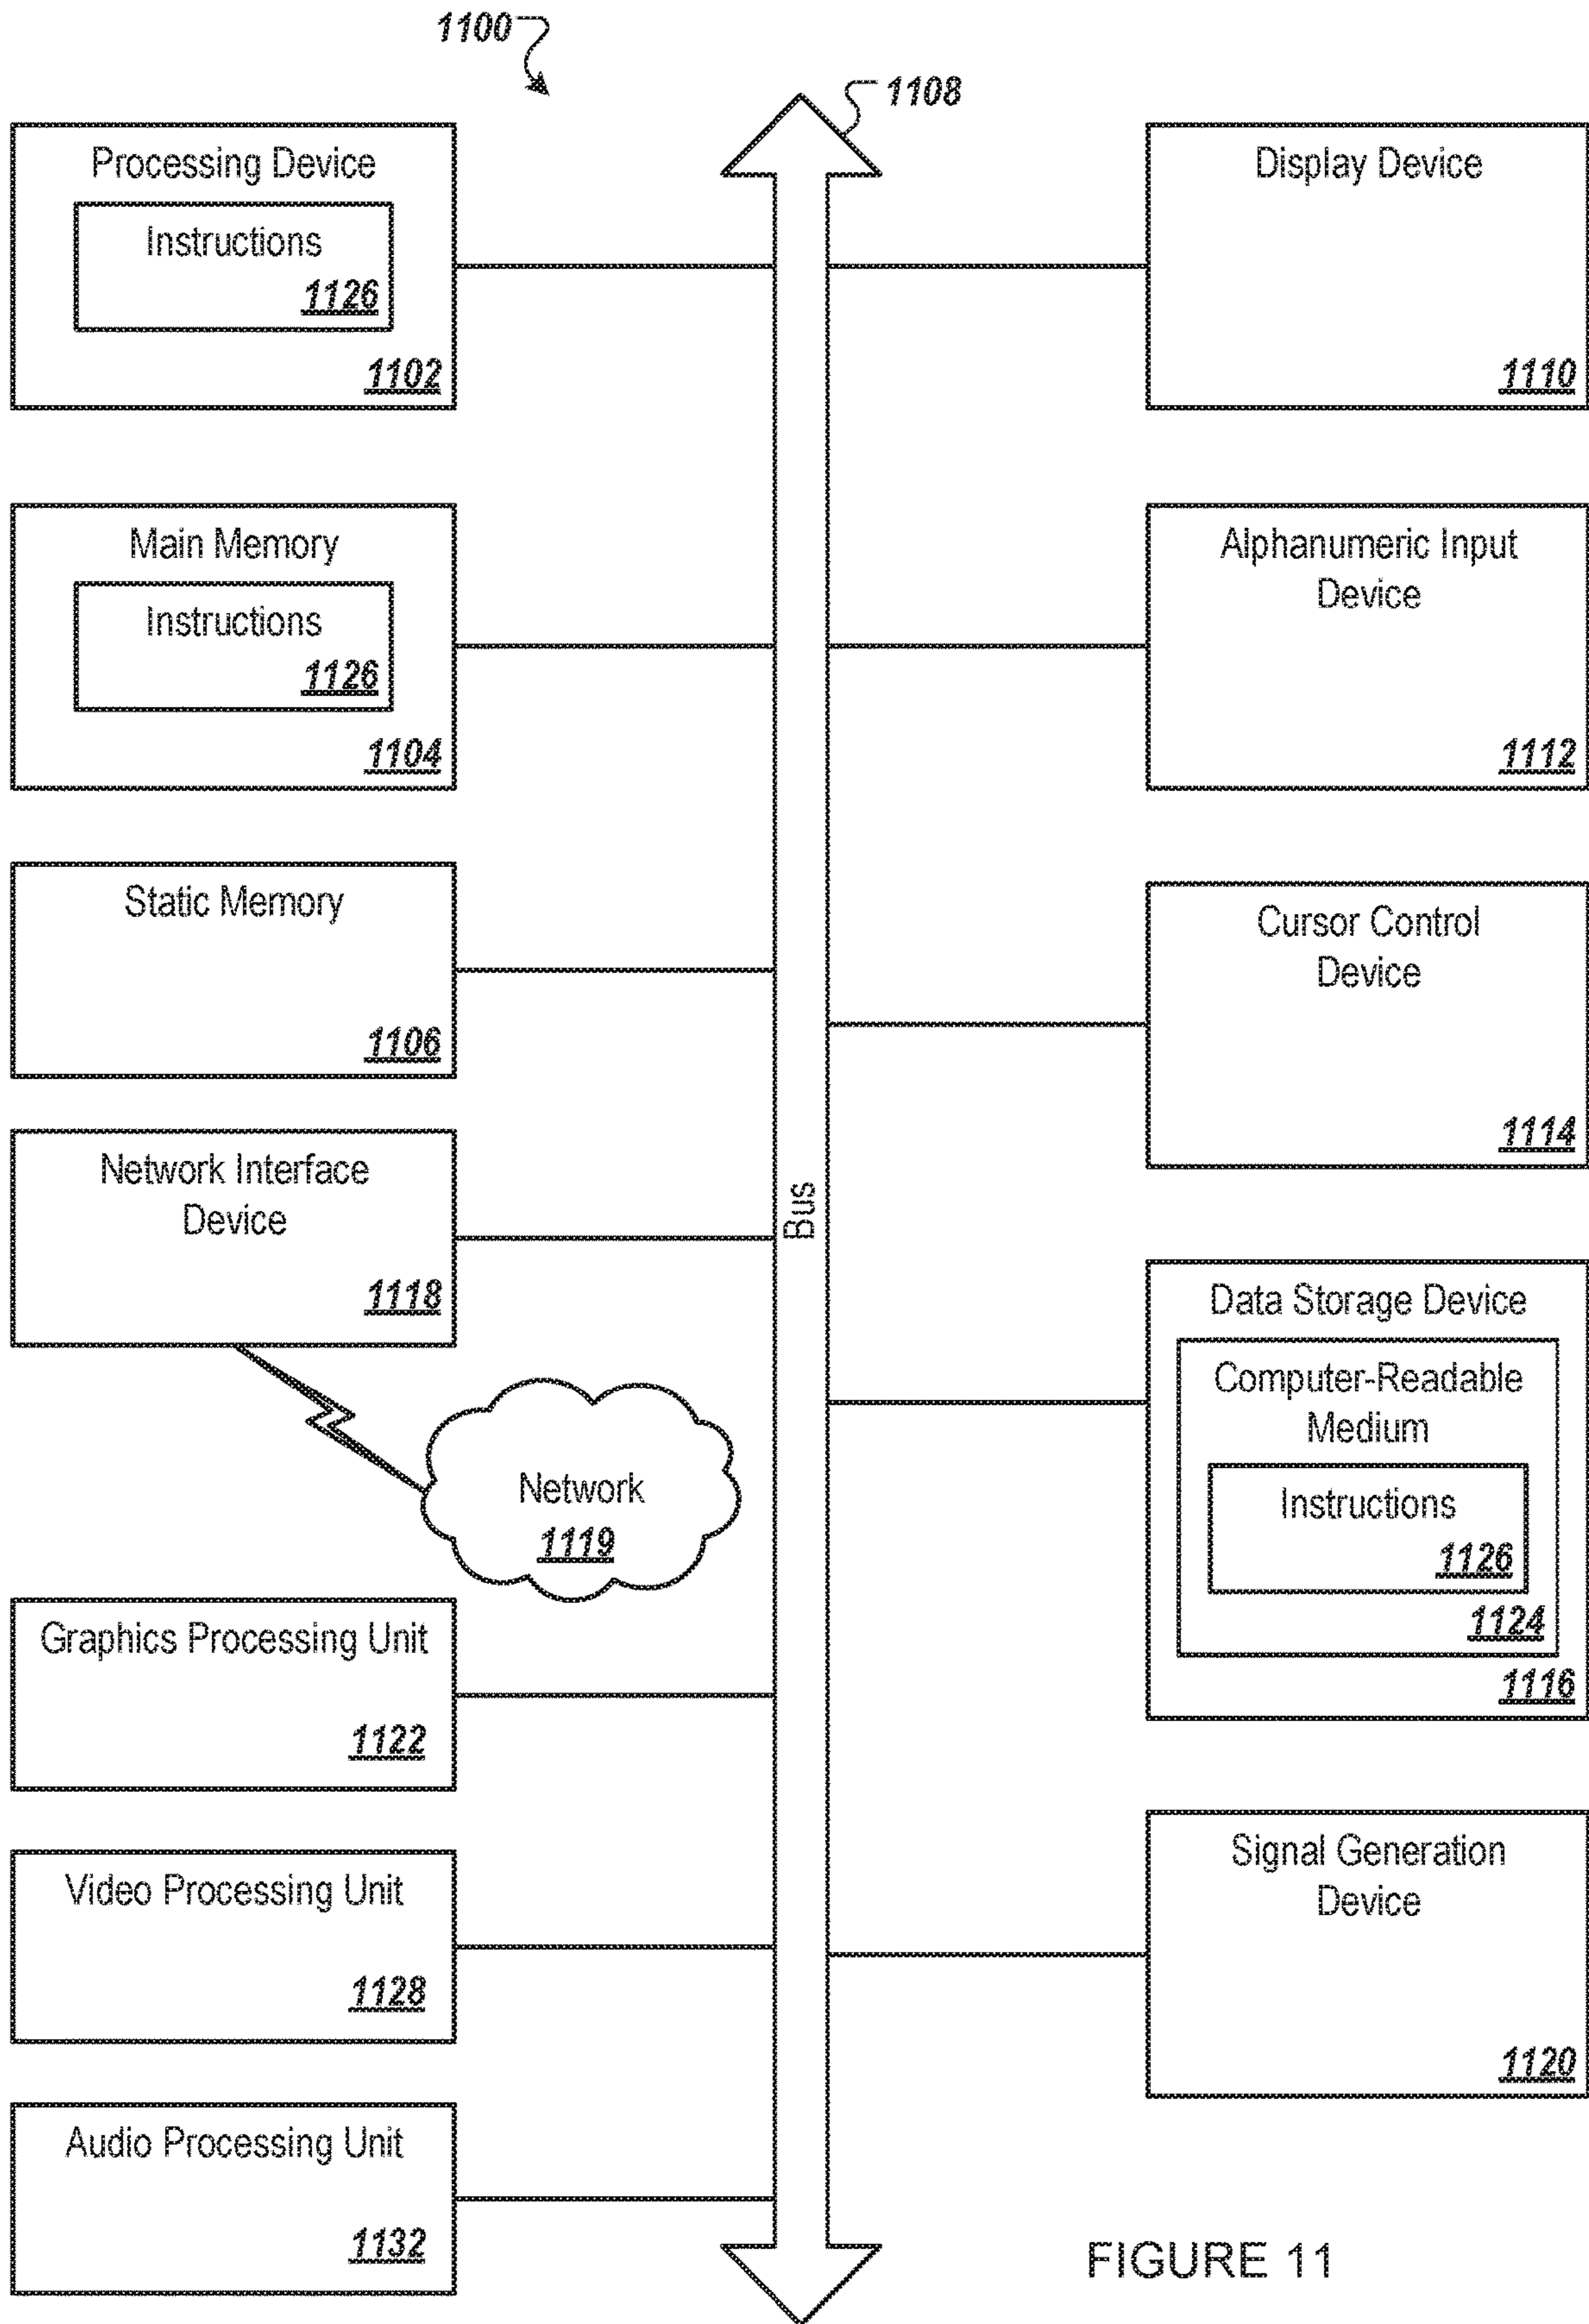 1100
1108
Processing Device
Instructions
1126
1102
Main Memory
Instructions
1126
1104
Static Memory
1106
Network Interface
Device
1118
Network
1119
Graphics Processing Unit
1122
Video Processing Unit
1128
Audio Processing Unit
1132
Bus
Display Device
1110
Alphanumeric Input
Device
1112
Cursor Control
Device
1114
Data Storage Device
Computer-Readable
Medium
Instructions
1126
1124
1116
Signal Generation
Device
1120
FIGURE 11